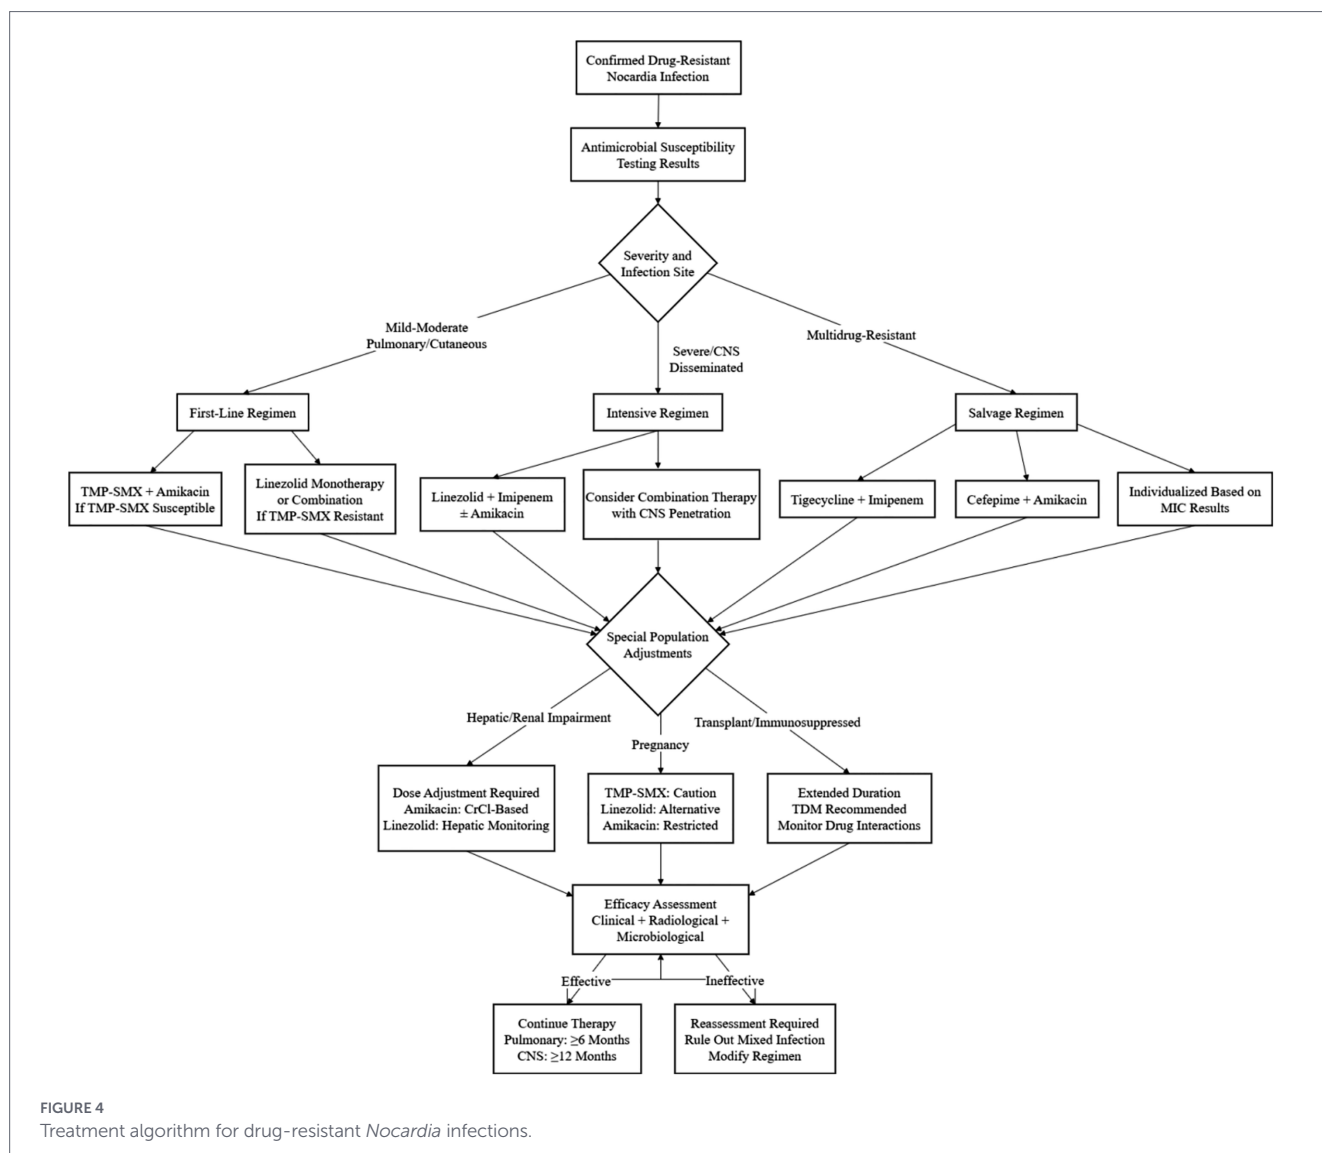 Confirmed Drug-Resistant
Nocardia Infection
Antimicrobial Susceptibility
Testing Results
Severity and
Infection Site
Mild-Moderate
Pulmonary/Cutaneous
Severe/CNS
Disseminated
Multidrug-Resistant
First-Line Regimen
Intensive Regimen
Salvage Regimen
TMP-SMX + Amikacin
If TMP-SMX Susceptible
Linezolid Monotherapy
or Combination
If TMP-SMX Resistant
Linezolid + Imipenem
± Amikacin
Consider Combination Therapy
with CNS Penetration
Tigecycline + Imipenem
Cefepime + Amikacin
Individualized Based on
MIC Results
Special Population
Adjustments
Hepatic/Renal Impairment
Pregnancy
Transplant/Immunosuppressed
Dose Adjustment Required
Amikacin: CrCl-Based
Linezolid: Hepatic Monitoring
TMP-SMX: Caution
Linezolid: Alternative
Amikacin: Restricted
Extended Duration
TDM Recommended
Monitor Drug Interactions
Efficacy Assessment
Clinical + Radiological +
Microbiological
Effective
Ineffective
Continue Therapy
Pulmonary: ≥6 Months
CNS: ≥12 Months
Reassessment Required
Rule Out Mixed Infection
Modify Regimen
FIGURE 4
Treatment algorithm for drug-resistant Nocardia infections.